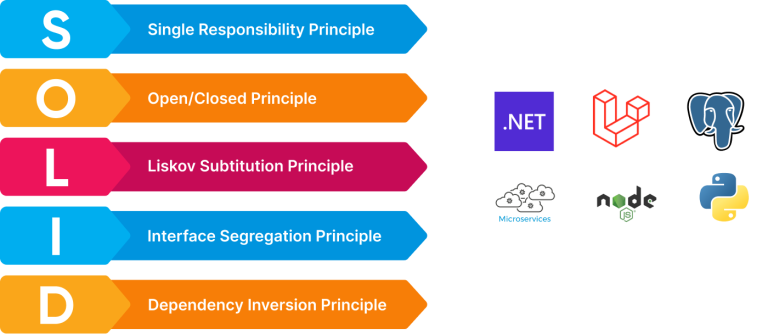 S
Single Responsibility Principle
O
Open/Closed Principle
L
Liskov Subtitution Principle
I
Interface Segregation Principle
D
Dependency Inversion Principle
.NET
Microservices
node
JS